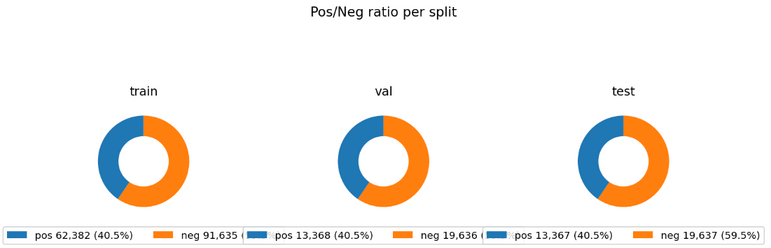 Pos/Neg ratio per split
train
val
test
pos 62,382 (40.5%) neg 91,635 (
pos 13,368 (40.5%) neg 19,636 (
pos 13,367 (40.5%) neg 19,637 (59.5%)